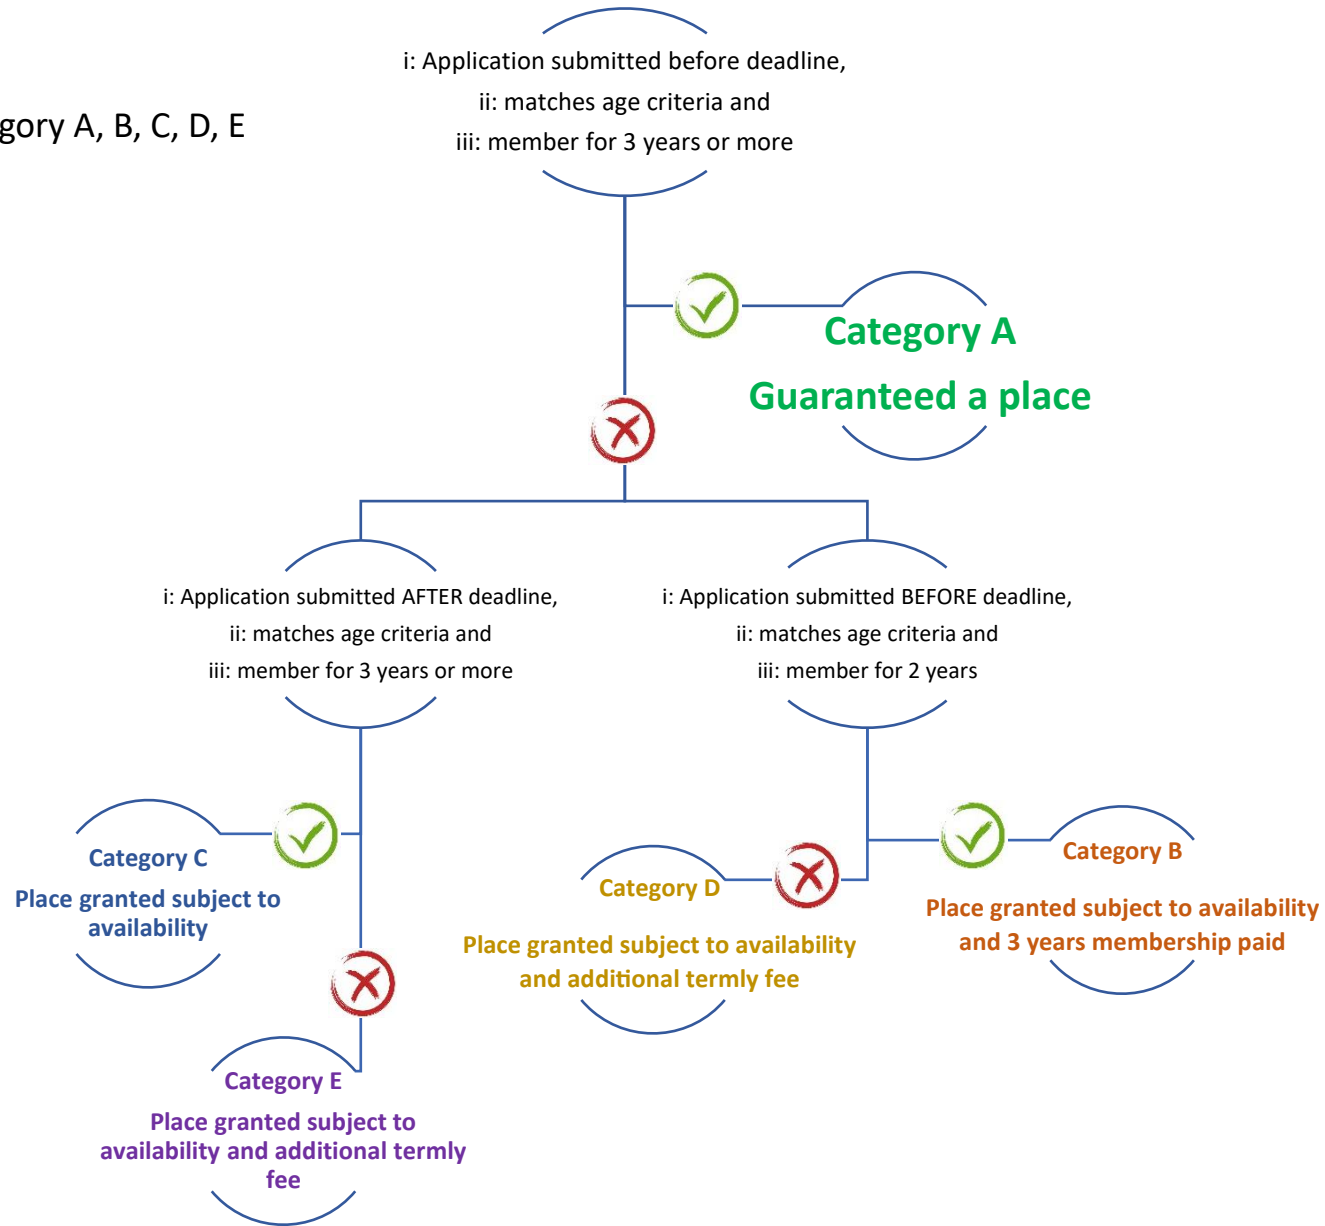 i: Application submitted before deadline,
ii: matches age criteria and
iii: member for 3 years or more
gory A, B, C, D, E
Category A
Guaranteed a place
i: Application submitted AFTER deadline,
ii: matches age criteria and
iii: member for 3 years or more
i: Application submitted BEFORE deadline,
ii: matches age criteria and
iii: member for 2 years
Category C
Place granted subject to
availability
Category D
Place granted subject to availability
and additional termly fee
Category B
Place granted subject to availability
and 3 years membership paid
Category E
Place granted subject to
availability and additional termly
fee